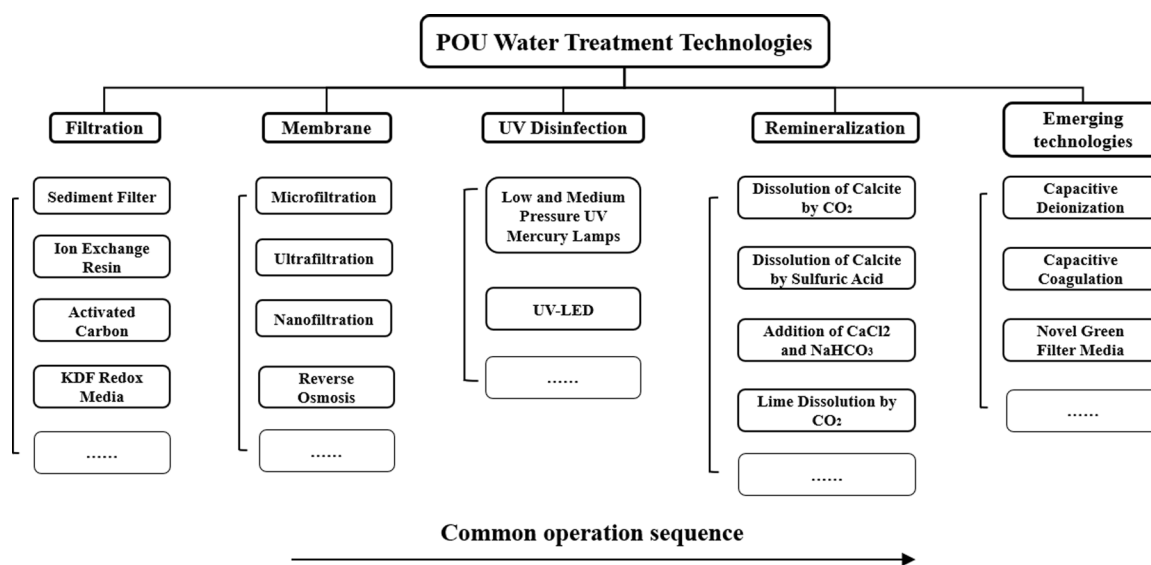 POU Water Treatment Technologies
Filtration
Sediment Filter
Ion Exchange
Resin
Activated
Carbon
KDF Redox
Media
......
Membrane
Microfiltration
Ultrafiltration
Nanofiltration
Reverse
Osmosis
......
UV Disinfection
Low and Medium
Pressure UV
Mercury Lamps
UV-LED
......
Remineralization
Dissolution of Calcite
by CO₂
Dissolution of Calcite
by Sulfuric Acid
Addition of CaCl2
and NaHCO₃
Lime Dissolution by
CO₂
......
Emerging
technologies
Capacitive
Deionization
Capacitive
Coagulation
Novel Green
Filter Media
......
Common operation sequence